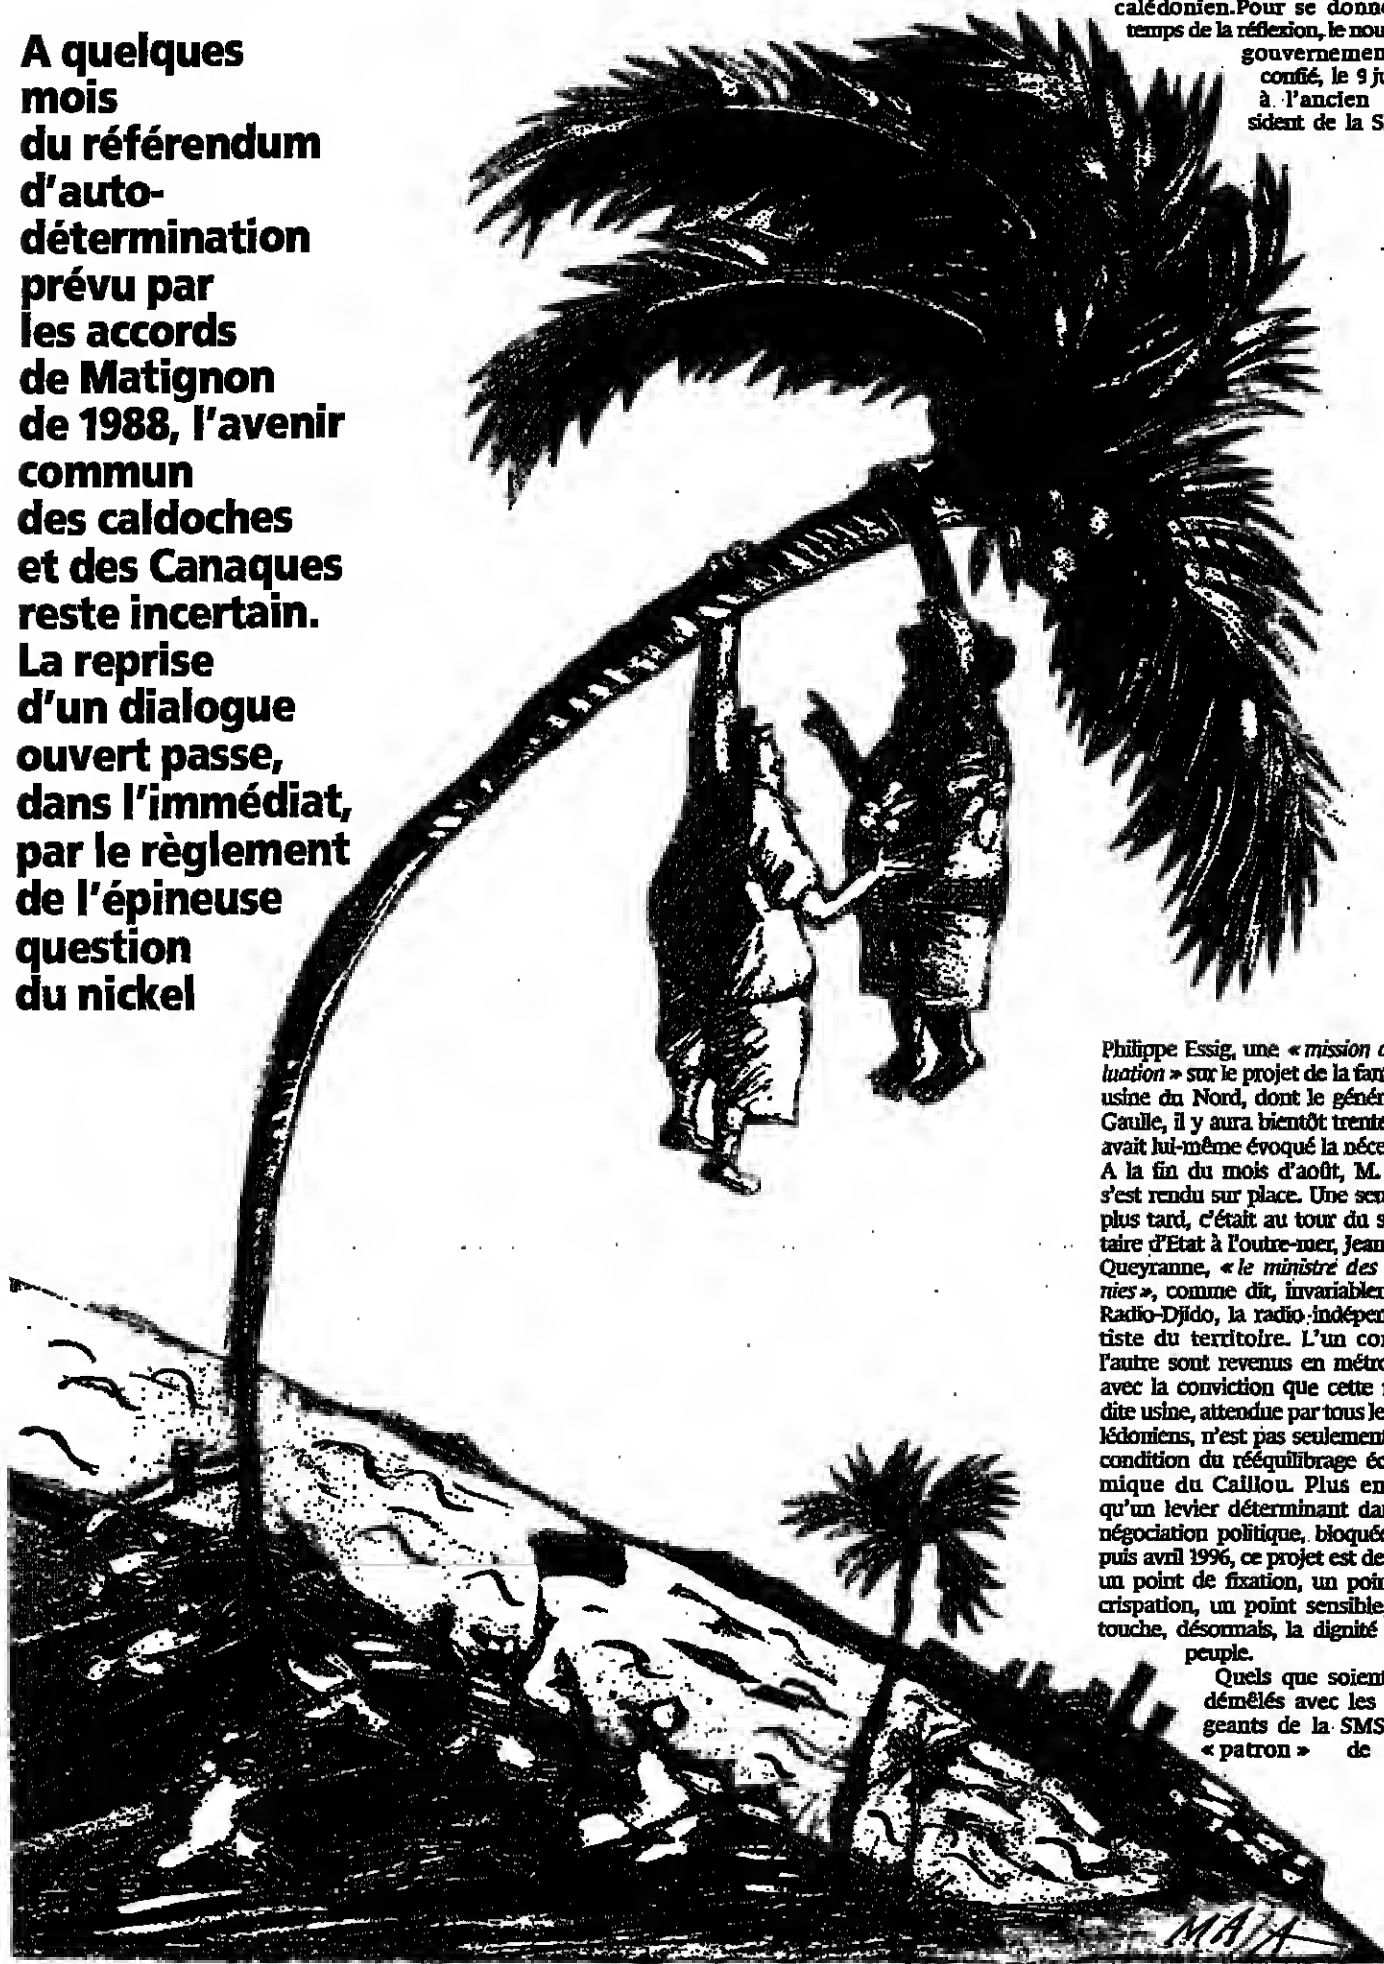 A quelques
mois
du référendum
d'auto-
détermination
prévu par
les accords
de Matignon
de 1988, l'avenir
commun
des caldoches
et des Canaques
reste incertain.
La reprise
d'un dialogue
ouvert passe,
dans l'immédiat,
par le règlement
de l'épineuse
question
du nickel
calédonien.Pour se donne
temps de la réflexion, le nou
gouvernemen
confié, le 9 ju
à l'ancien
sident de la S
Philippe Essig, une « mission
luation » sur le projet de la fam
usine du Nord, dont le génér
Gaulle, il y aura bientôt trente
avait lui-même évoqué la néce
A la fin du mois d'août, M.
s'est rendu sur place. Une sem
plus tard, c'était au tour du s
taire d'Etat à l'outre-mer, Jean
Queyranne, « le ministre des
nies », comme dit, invariablem
Radio-Djido, la radio indépen
tiste du territoire. L'un co
l'autre sont revenus en métro
avec la conviction que cette
dite usine, attendue par tous le
lédoniens, n'est pas seulement
condition du rééquilibrage éc
mique du Caillou. Plus en
qu'un levier déterminant da
négociation politique, bloquée
puis avril 1996, ce projet est de
un point de fixation, un poin
crispation, un point sensible
touche, désormais, la dignité
peuple.
Quels que soient
démêlés avec les
geants de la SMS
« patron » de